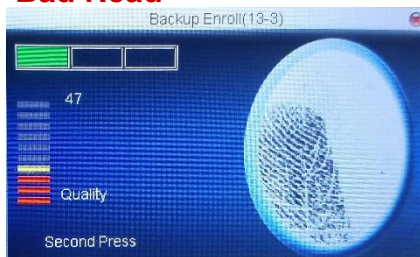 Bad Read
Backup Enroll(13-3)
47
Quality
Second Press